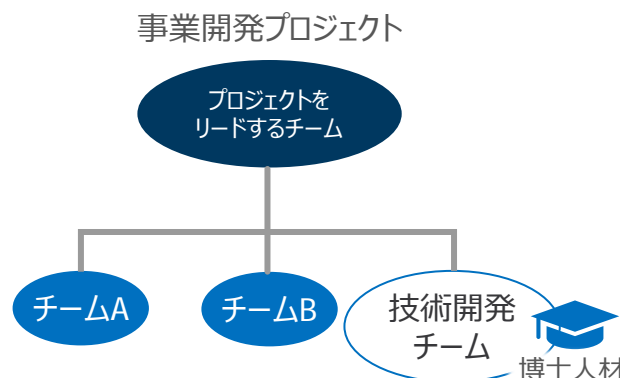 事業開発プロジェクト
プロジェクトを
リードするチーム
チームA
チームB
技術開発
チーム
博士人材